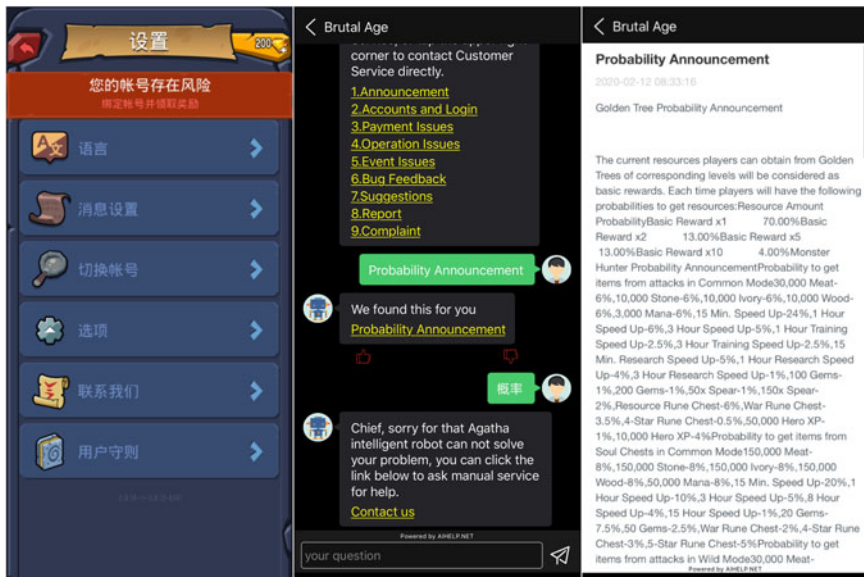 设置
200
您的帐号存在风险
绑定帐号并领取奖励
语言
消息设置
切换帐号
选项
联系我们
用户守则
Brutal Age
corner to contact Customer
Service directly.
1.Announcement
2.Accounts and Login
3.Payment Issues
4.Operation Issues
5.Event Issues
6.Bug Feedback
7.Suggestions
8.Report
9.Complaint
Probability Announcement
We found this for you
Probability Announcement
概率
Chief, sorry for that Agatha
intelligent robot can not solve
your problem, you can click the
link below to ask manual service
for help.
Contact us
Powered by AIHELP.NET
your question
Brutal Age
Probability Announcement
2020-02-12 08:33:16
Golden Tree Probability Announcement
The current resources players can obtain from Golden
Trees of corresponding levels will be considered as
basic rewards. Each time players will have the following
probabilities to get resources:Resource Amount
ProbabilityBasic Reward x1 70.00%Basic
Reward x2 13.00%Basic Reward x5
13.00%Basic Reward x10 4.00%Monster
Hunter Probability AnnouncementProbability to get
items from attacks in Common Mode30,000 Meat-
6%,10,000 Stone-6%,10,000 Ivory-6%,10,000 Wood-
6%,3,000 Mana-6%,15 Min. Speed Up-24%,1 Hour
Speed Up-6%,3 Hour Speed Up-5%,1 Hour Training
Speed Up-2.5%,3 Hour Training Speed Up-2.5%,15
Min. Research Speed Up-5%,1 Hour Research Speed
Up-4%,3 Hour Research Speed Up-1%,100 Gems-
1%,200 Gems-1%,50x Spear-1%,150x Spear-
2%,Resource Rune Chest-6%,War Rune Chest-
3.5%,4-Star Rune Chest-0.5%,50,000 Hero XP-
1%,10,000 Hero XP-4%Probability to get items from
Soul Chests in Common Mode150,000 Meat-
8%,150,000 Stone-8%,150,000 Ivory-8%,150,000
Wood-8%,50,000 Mana-8%,15 Min. Speed Up-20%,1
Hour Speed Up-10%,3 Hour Speed Up-5%,8 Hour
Speed Up-4%,15 Hour Speed Up-1%,20 Gems-
7.5%,50 Gems-2.5%,War Rune Chest-2%,4-Star Rune
Chest-3%,5-Star Rune Chest-5%Probability to get
items from attacks in Wild Mode30,000 Meat-
Powered by AIHELP.NET